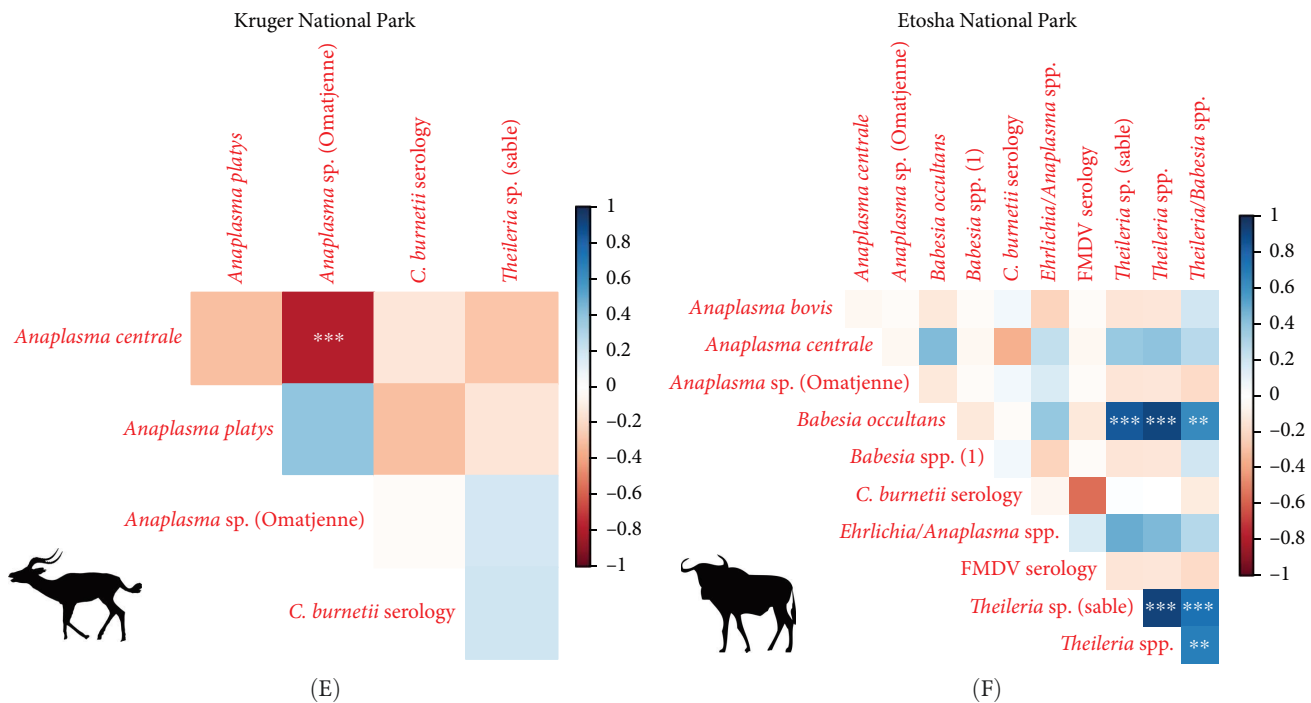 Kruger National Park
Anaplasma platys
Anaplasma sp. (Omatjenne)
C. burnetii serology
Theileria sp. (sable)
Anaplasma centrale
***
Anaplasma platys
Anaplasma sp. (Omatjenne)
C. burnetii serology
1
0.8
0.6
0.4
0.2
0
–0.2
–0.4
–0.6
–0.8
–1
(E)
Etosha National Park
Anaplasma centrale
Anaplasma sp. (Omatjenne)
Babesia occultans
Babesia spp. (1)
C. burnetii serology
Ehrlichia/Anaplasma spp.
FMDV serology
Theileria sp. (sable)
Theileria spp.
Theileria/Babesia spp.
Anaplasma bovis
Anaplasma centrale
Anaplasma sp. (Omatjenne)
Babesia occultans *** *** **
Babesia spp. (1)
C. burnetii serology
Ehrlichia/Anaplasma spp.
FMDV serology
Theileria sp. (sable) *** ***
Theileria spp. **
1
0.8
0.6
0.4
0.2
0
–0.2
–0.4
–0.6
–0.8
–1
(F)